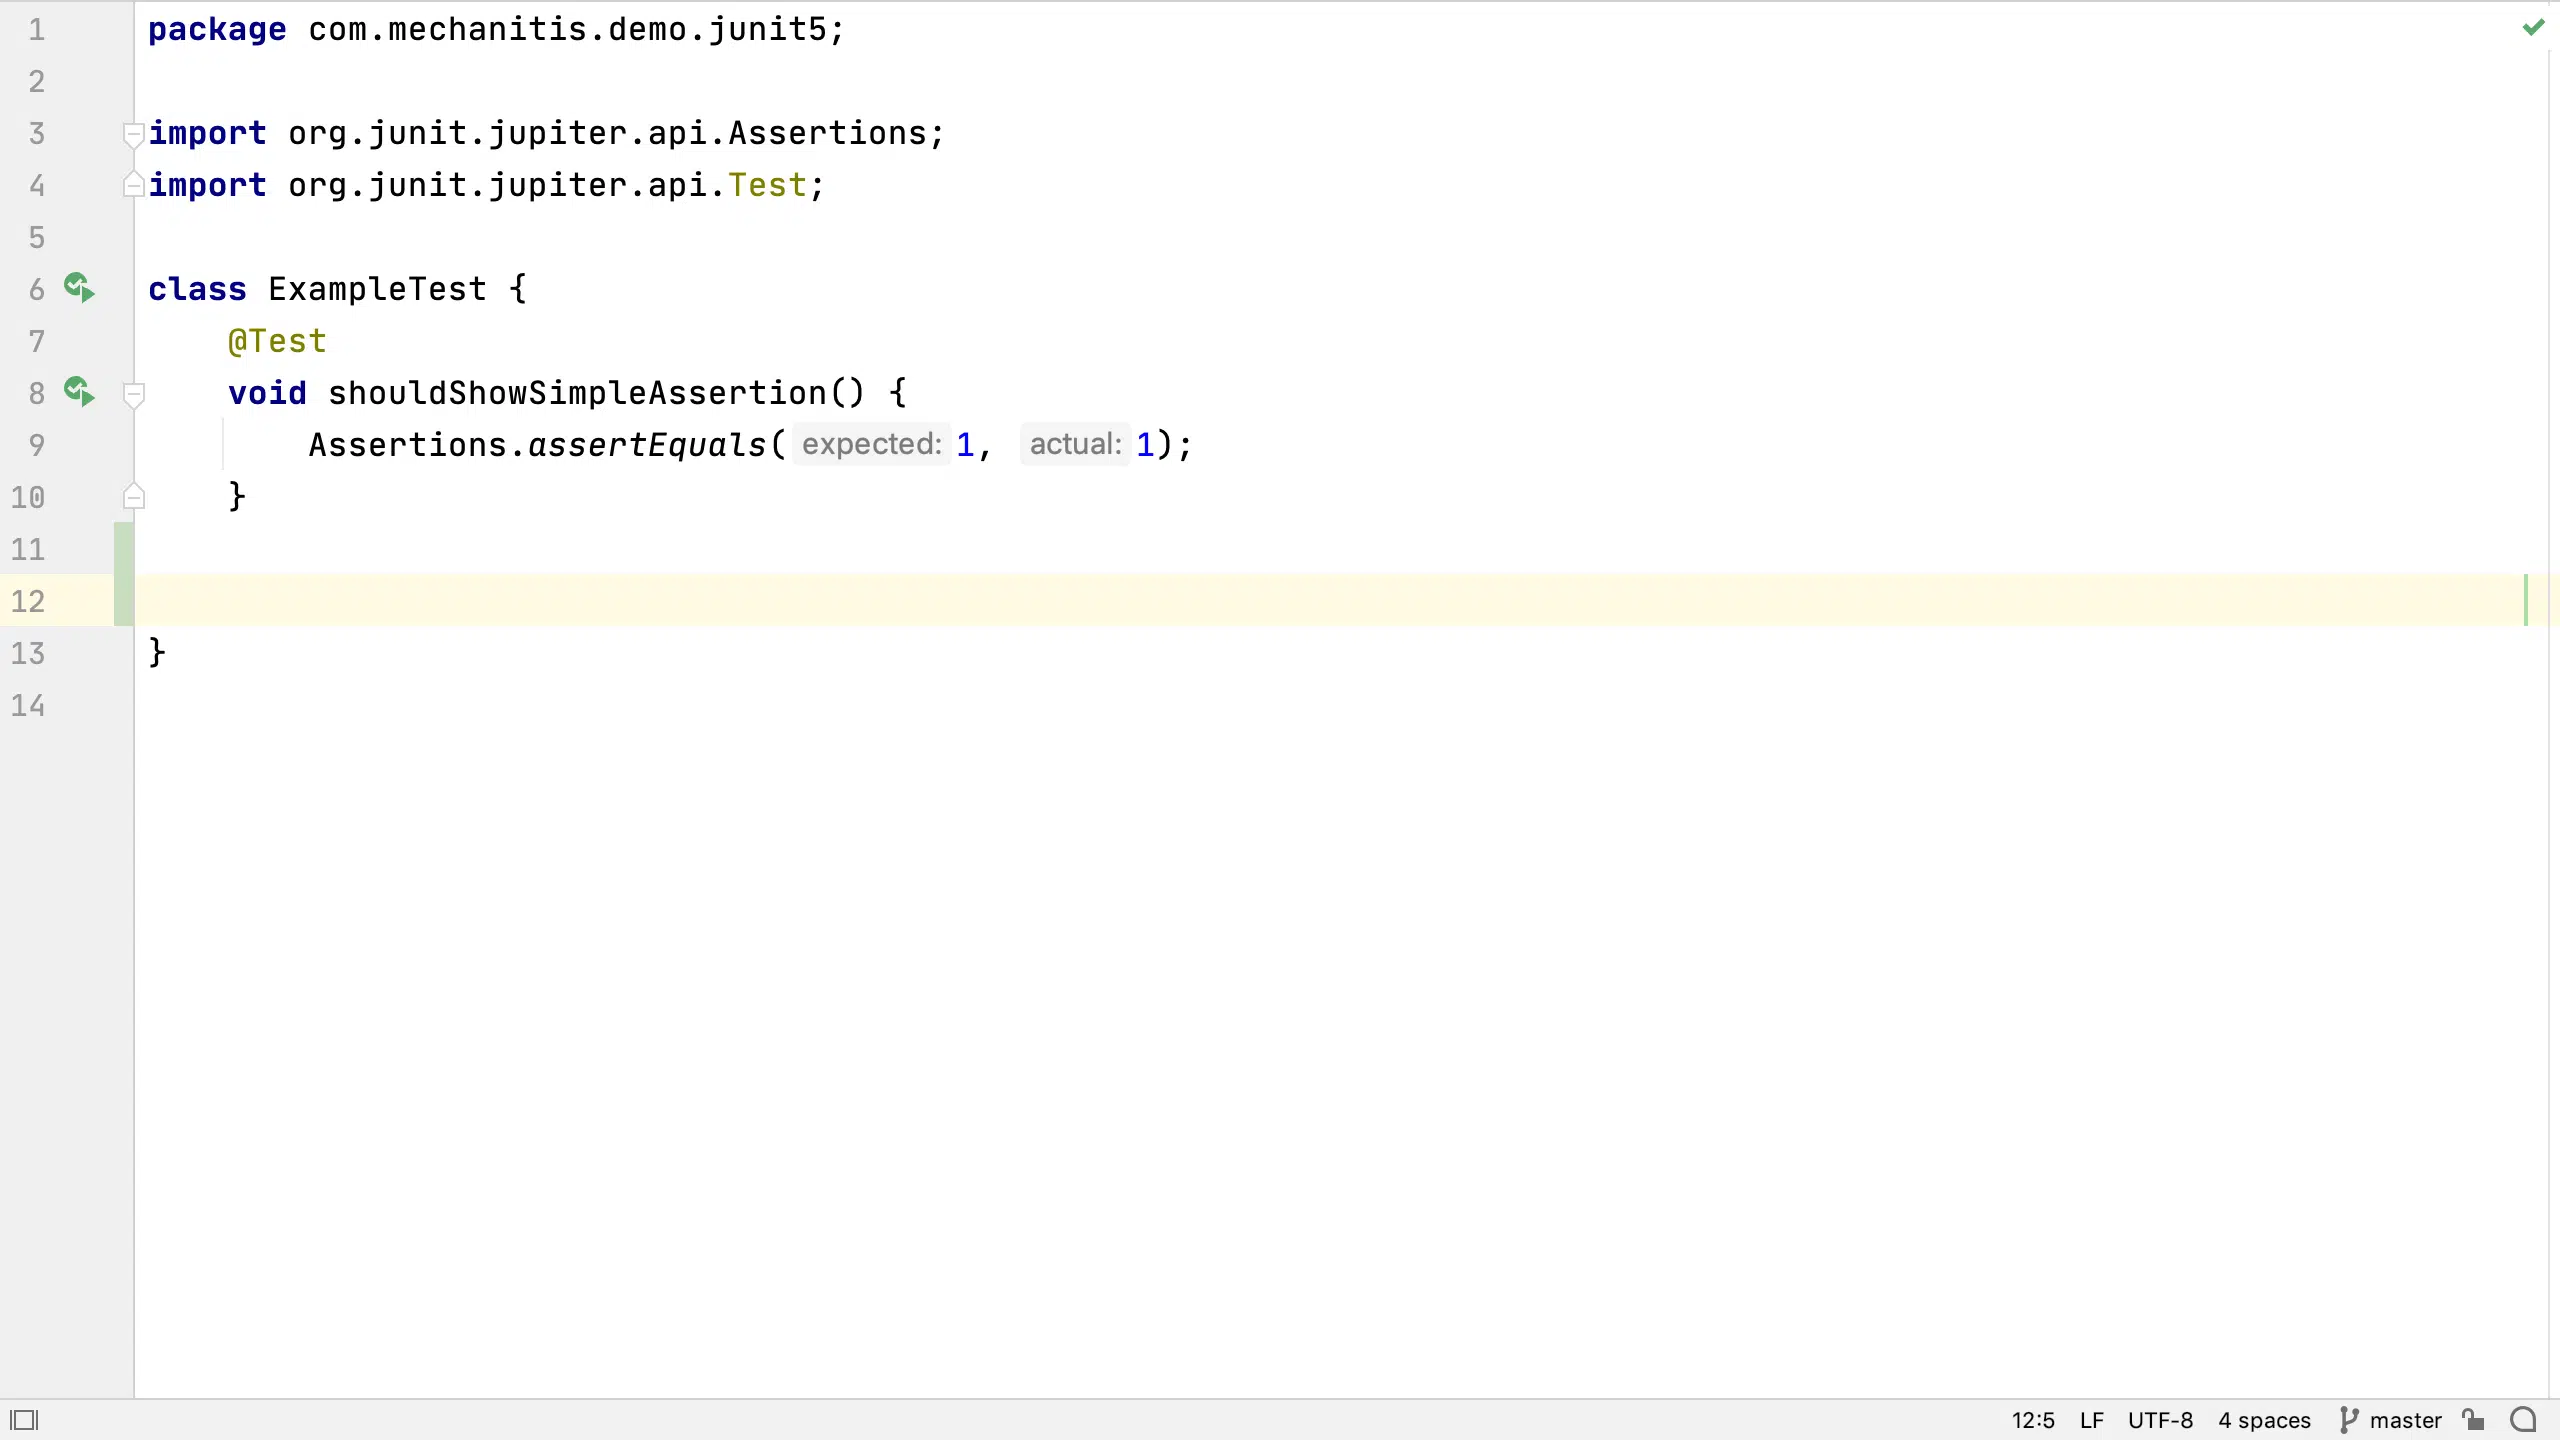 1 package com.mechanitis.demo.junit5;
2
3 import org.junit.jupiter.api.Assertions;
4 import org.junit.jupiter.api.Test;
5
6 class ExampleTest {
7 @Test
8 void shouldShowSimpleAssertion() {
9 Assertions.assertEquals( expected: 1, actual: 1);
10 }
11
12
13 }
14
12:5 LF UTF-8 4 spaces master